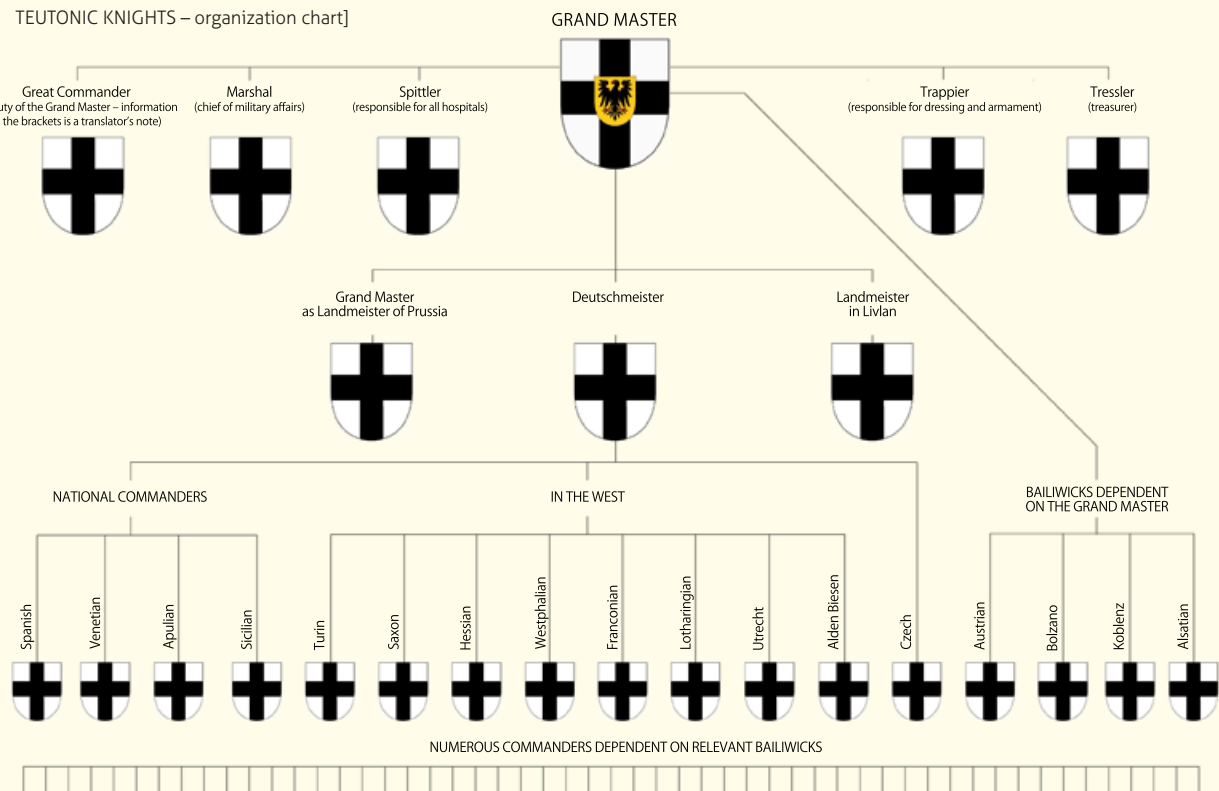 TEUTONIC KNIGHTS – organization chart]
GRAND MASTER
Great Commander
of the Grand Master – information
the brackets is a translator's note)
Marshal
(chief of military affairs)
Spittler
(responsible for all hospitals)
Trappier
(responsible for dressing and armament)
Tressler
(treasurer)
Grand Master
as Landmeister of Prussia
Deutschmeister
Landmeister
in Livlan
NATIONAL COMMANDERS
IN THE WEST
BAILIWICKS DEPENDENT
ON THE GRAND MASTER
Spanish
Venetian
Apulian
Sicilian
Turin
Saxon
Hessian
Westphalian
Franconian
Lotharingian
Utrecht
Alden Biesen
Czech
Austrian
Bolzano
Koblenz
Alsatian
NUMEROUS COMMANDERS DEPENDENT ON RELEVANT BAILIWICKS